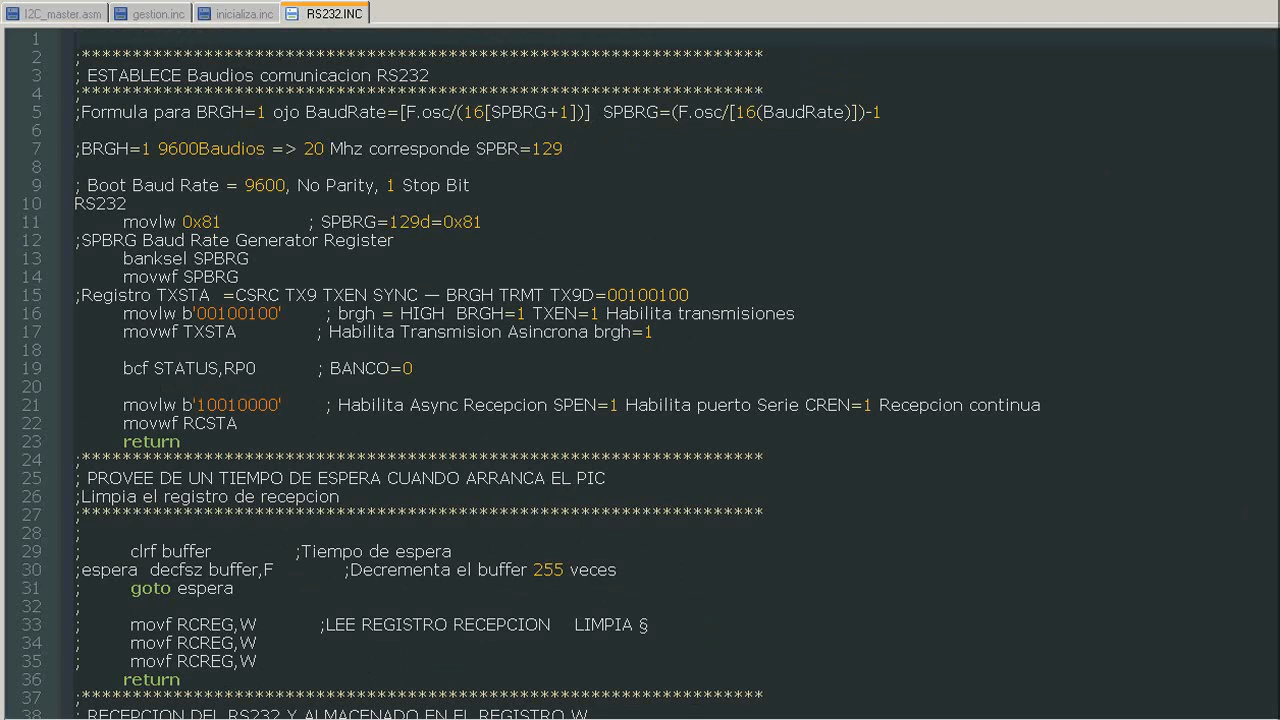 I2C_master.asm gestion.inc inicializa.inc RS232.INC
1
2 ;*******************************************************************
3 ; ESTABLECE Baudios comunicacion RS232
4 ;*******************************************************************
5 ;Formula para BRGH=1 ojo BaudRate=[F.osc/(16[SPBRG+1])] SPBRG=(F.osc/[16(BaudRate)])-1
6
7 ;BRGH=1 9600Baudios => 20 Mhz corresponde SPBR=129
8
9 ; Boot Baud Rate = 9600, No Parity, 1 Stop Bit
10 RS232
11 movlw 0x81 ; SPBRG=129d=0x81
12 ;SPBRG Baud Rate Generator Register
13 banksel SPBRG
14 movwf SPBRG
15 ;Registro TXSTA =CSRC TX9 TXEN SYNC — BRGH TRMT TX9D=00100100
16 movlw b'00100100' ; brgh = HIGH BRGH=1 TXEN=1 Habilita transmisiones
17 movwf TXSTA ; Habilita Transmision Asincrona brgh=1
18
19 bcf STATUS,RP0 ; BANCO=0
20
21 movlw b'10010000' ; Habilita Async Recepcion SPEN=1 Habilita puerto Serie CREN=1 Recepcion continua
22 movwf RCSTA
23 return
24 ;*******************************************************************
25 ; PROVEE DE UN TIEMPO DE ESPERA CUANDO ARRANCA EL PIC
26 ;Limpia el registro de recepcion
27 ;*******************************************************************
28 ;
29 ; clrf buffer ;Tiempo de espera
30 ;espera decfsz buffer,F ;Decrementa el buffer 255 veces
31 ; goto espera
32 ;
33 ; movf RCREG,W ;LEE REGISTRO RECEPCION LIMPIA §
34 ; movf RCREG,W
35 ; movf RCREG,W
36 return
37 ;*******************************************************************
38 ; RECEPCION DEL RS232 Y ALMACENADO EN EL REGISTRO W